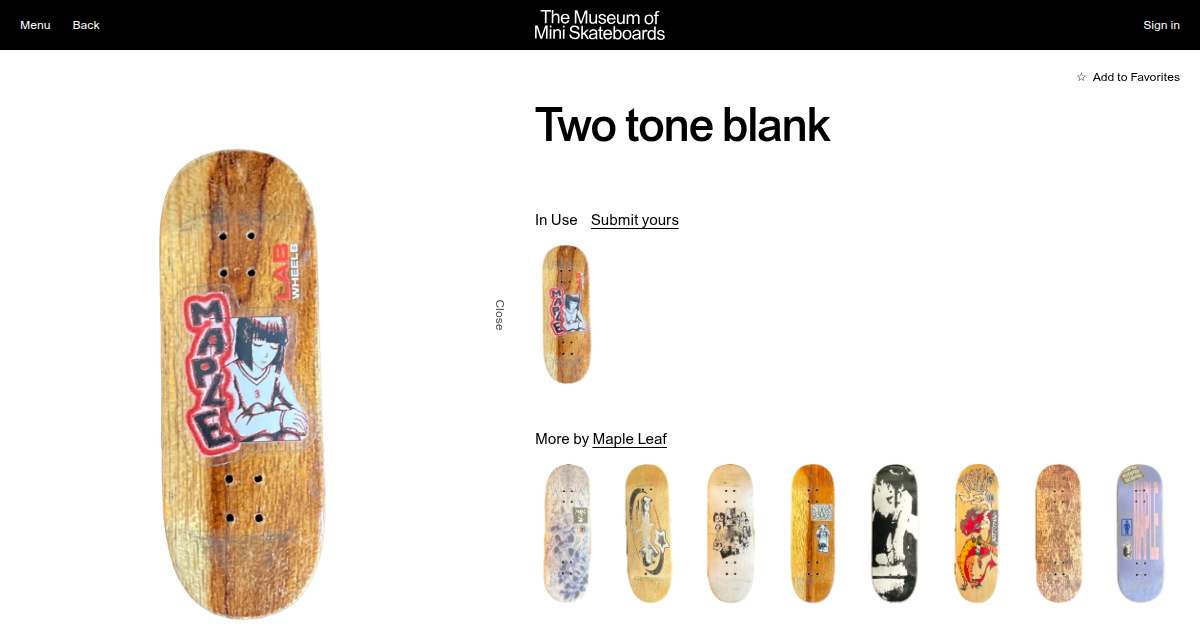 Menu
Back
The Museum of
Mini Skateboards
Sign in
☆ Add to Favorites
Two tone blank
In Use
Submit yours
LAB
WHEELS
MAPLE
3
Close
More by Maple Leaf